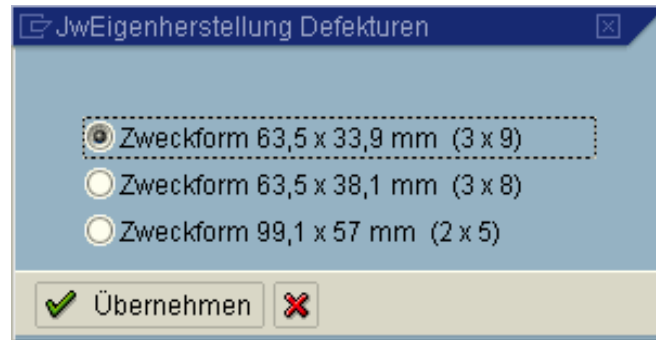 JwEigenherstellung Defekturen
Zweckform 63,5 x 33,9 mm (3 x 9)
Zweckform 63,5 x 38,1 mm (3 x 8)
Zweckform 99,1 x 57 mm (2 x 5)
Übernehmen